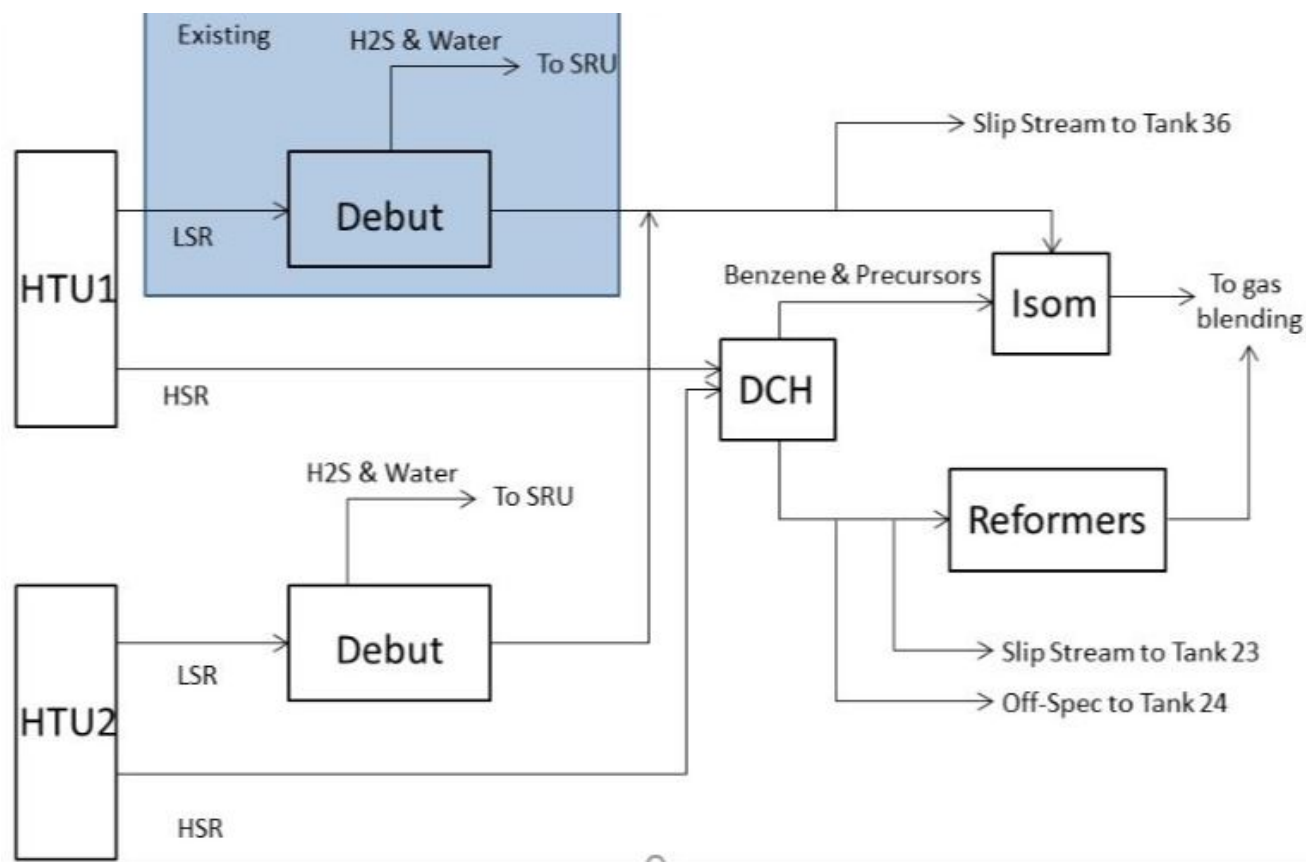 Existing
H2S & Water
To SRU
Slip Stream to Tank 36
HTU1
LSR
Debut
Benzene & Precursors
Isom
To gas
blending
HSR
DCH
H2S & Water
To SRU
Reformers
HTU2
LSR
Debut
Slip Stream to Tank 23
Off-Spec to Tank 24
HSR